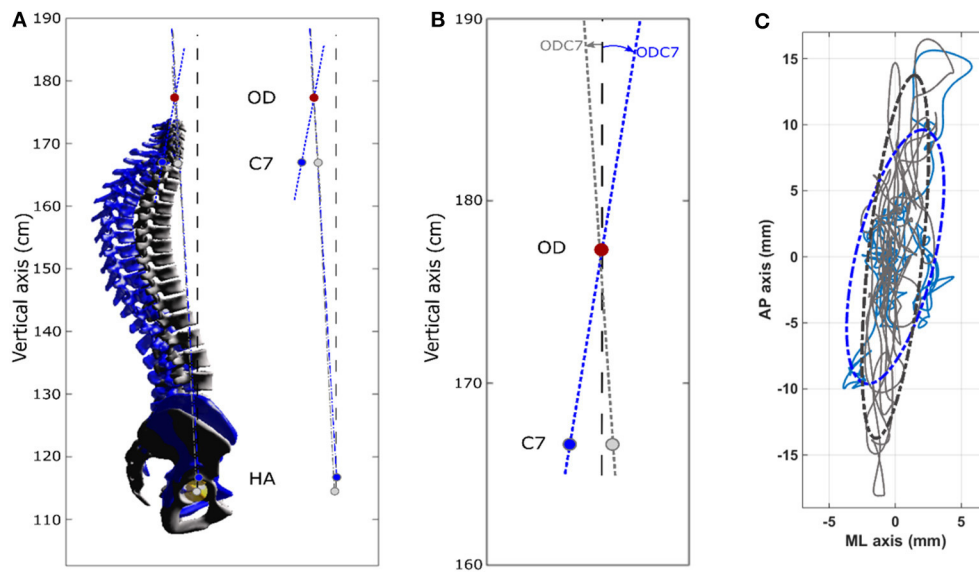 A
190
180
170
160
150
140
130
120
110
Vertical axis (cm)
OD
C7
HA
B
190
180
170
160
Vertical axis (cm)
ODC7
ODC7
OD
C7
C
15
10
5
0
-5
-10
-15
AP axis (mm)
-5
0
5
ML axis (mm)